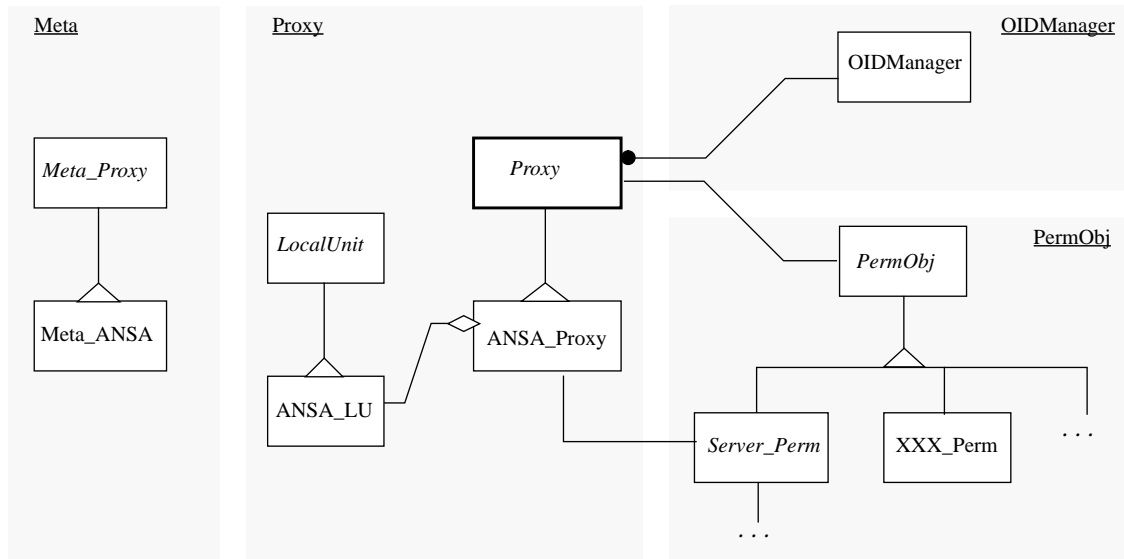 Meta
Proxy
OIDManager
OIDManager
Meta_Proxy
Proxy
LocalUnit
PermObj
PermObj
Meta_ANSA
ANSA_Proxy
ANSA_LU
Server_Perm
XXX_Perm
. . .
. . .